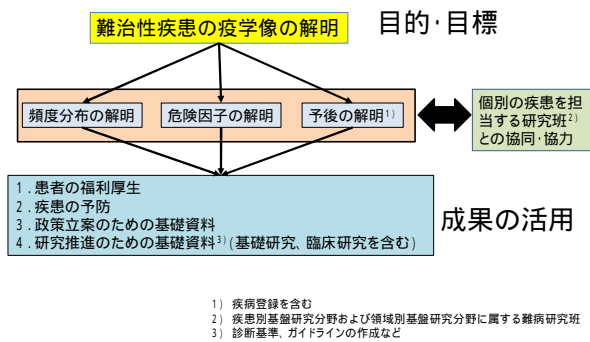 難治性疾患の疫学像の解明
目的・目標
頻度分布の解明
危険因子の解明
予後の解明1)
個別の疾患を担
当する研究班2)
との協同・協力
1．患者の福利厚生
2．疾患の予防
3．政策立案のための基礎資料
4．研究推進のための基礎資料3)(基礎研究、臨床研究を含む)
成果の活用
1) 疾病登録を含む
2) 疾患別基盤研究分野および領域別基盤研究分野に属する難病研究班
3) 診断基準、ガイドラインの作成など